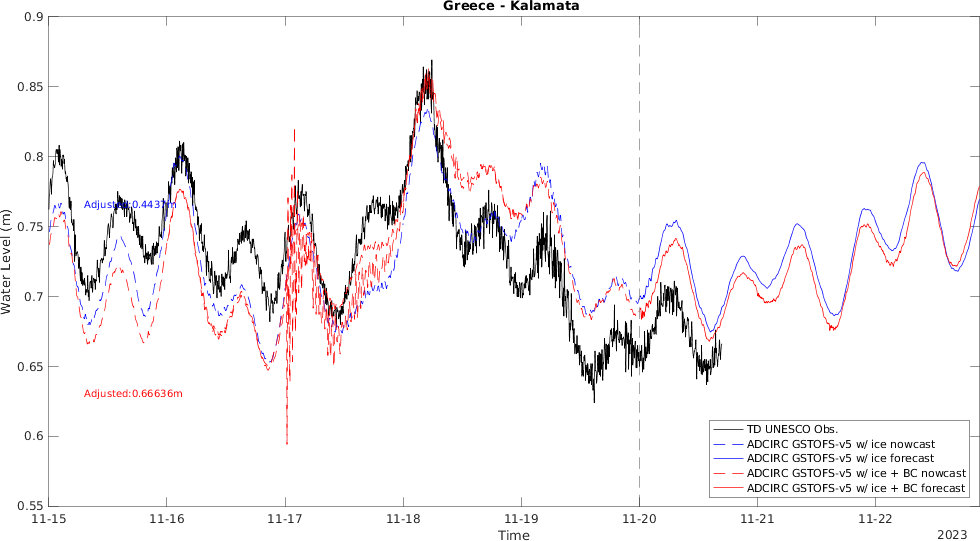 Greece - Kalamata
Water Level (m)
0.9
0.85
0.8
0.75
0.7
0.65
0.6
0.55
Adjusted:0.4437m
Adjusted:0.66636m
TD UNESCO Obs.
ADCIRC GSTOFS-v5 w/ ice nowcast
ADCIRC GSTOFS-v5 w/ ice forecast
ADCIRC GSTOFS-v5 w/ ice + BC nowcast
ADCIRC GSTOFS-v5 w/ ice + BC forecast
11-15 11-16 11-17 11-18 11-19 11-20 11-21 11-22
Time
2023